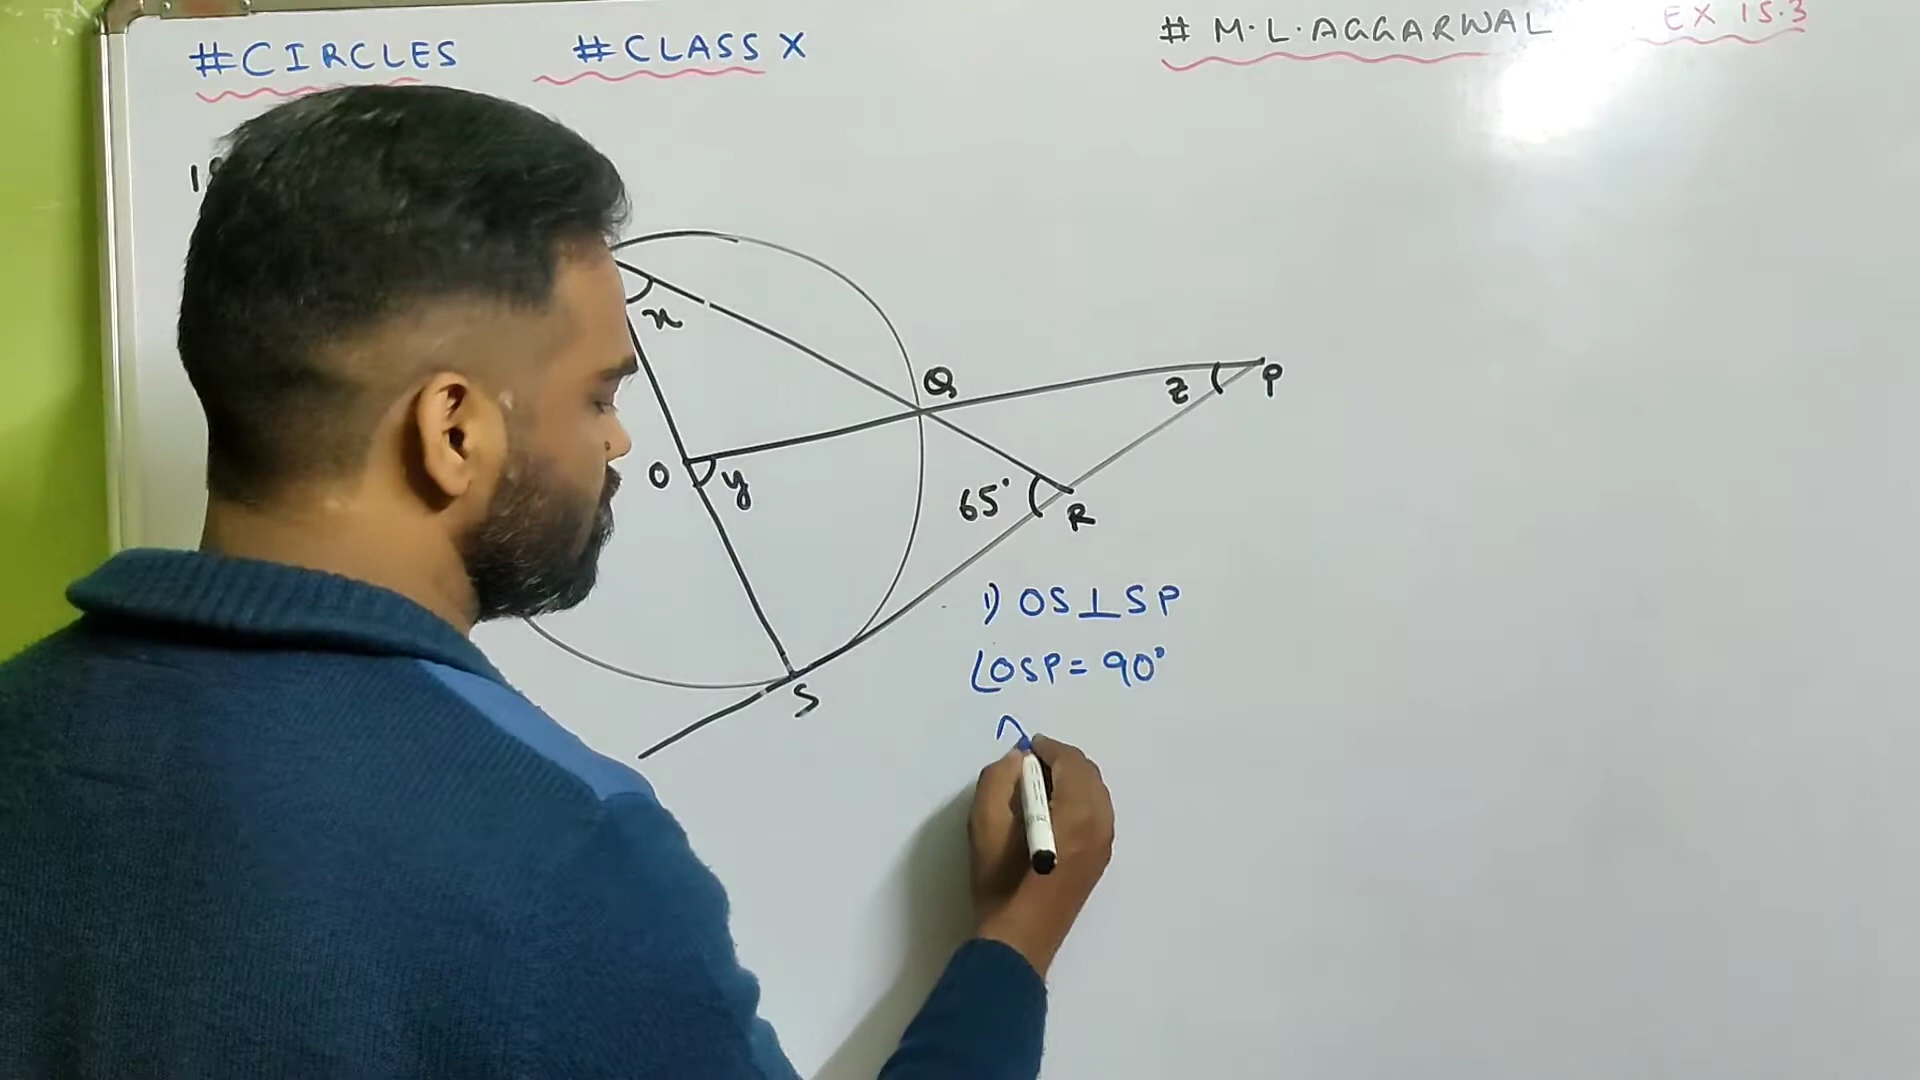 #CIRCLES #CLASS X # M.L.AGGARWAL EX 15.3
x
Q
z P
O y
65° R
1) OS⊥SP
∠OSP = 90°
S